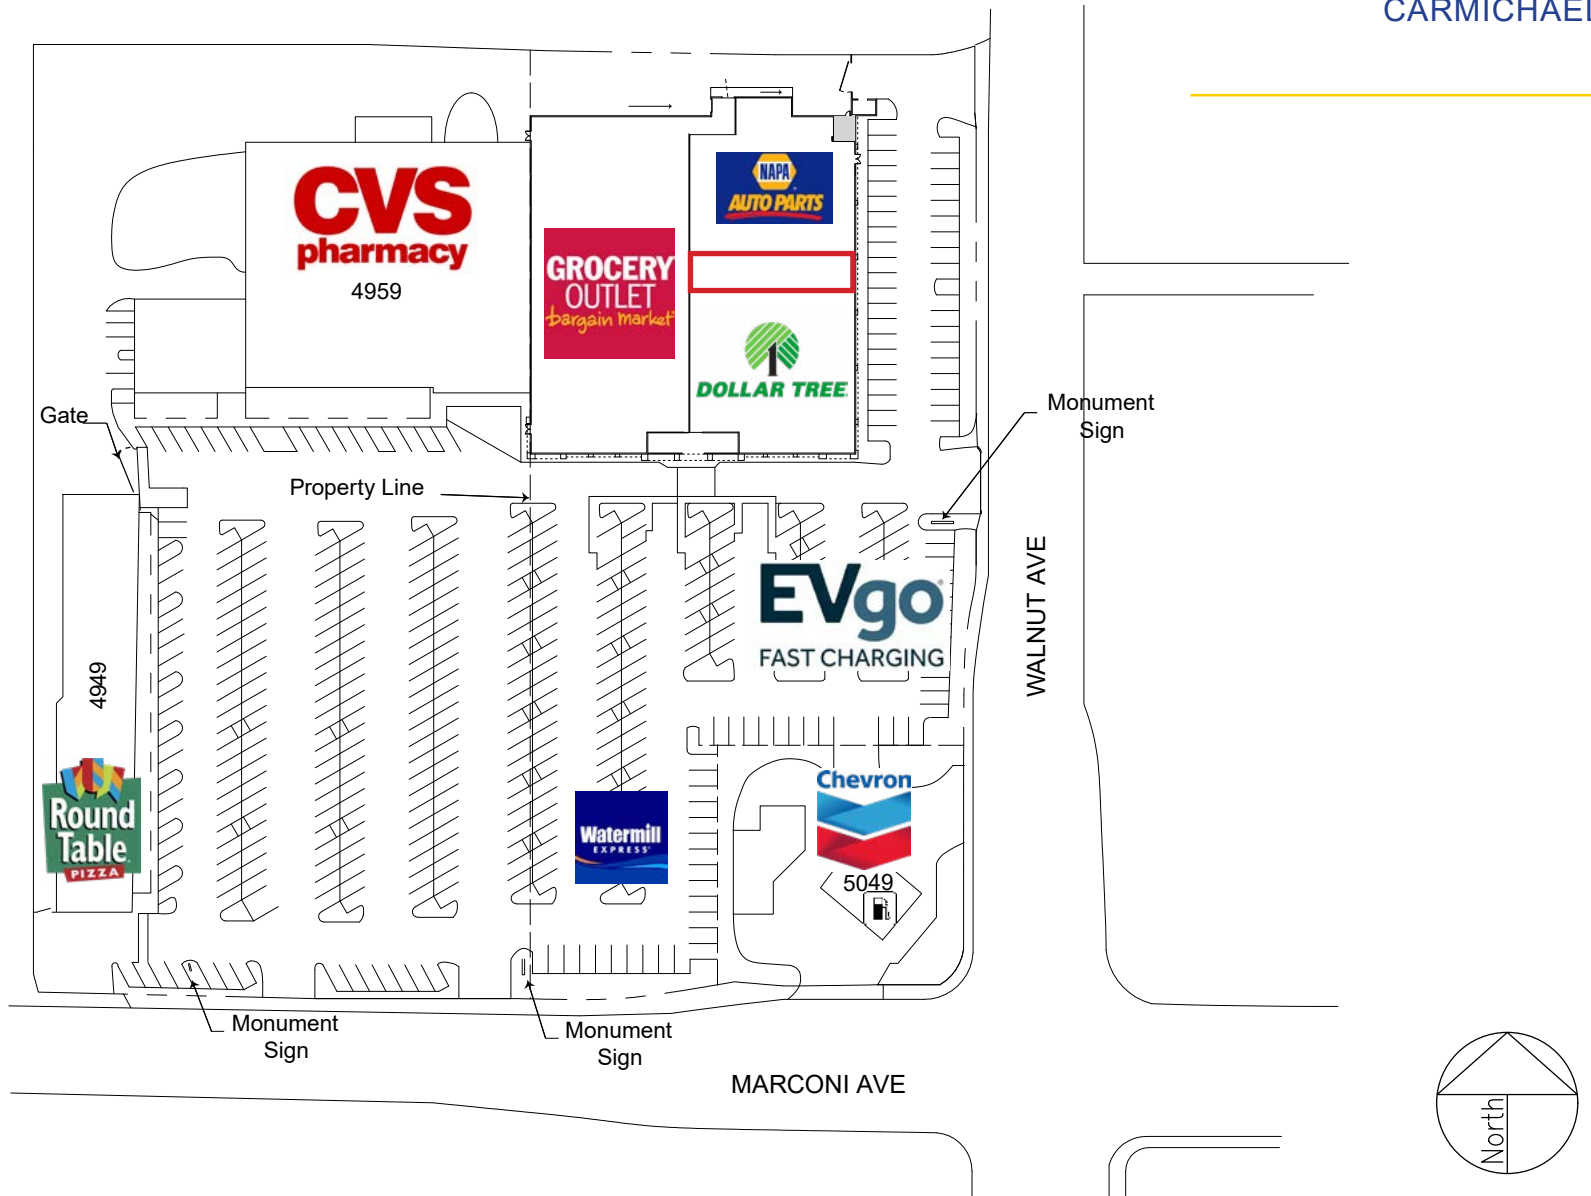 CARMICHAEL
CVS
pharmacy
4959
NAPA
AUTO PARTS
GROCERY
OUTLET
bargain market
DOLLAR TREE
Gate
Monument
Sign
Property Line
EVgo
FAST CHARGING
WALNUT AVE
4949
Round
Table
PIZZA
Watermill
EXPRESS
Chevron
5049
Monument
Sign
Monument
Sign
MARCONI AVE
North